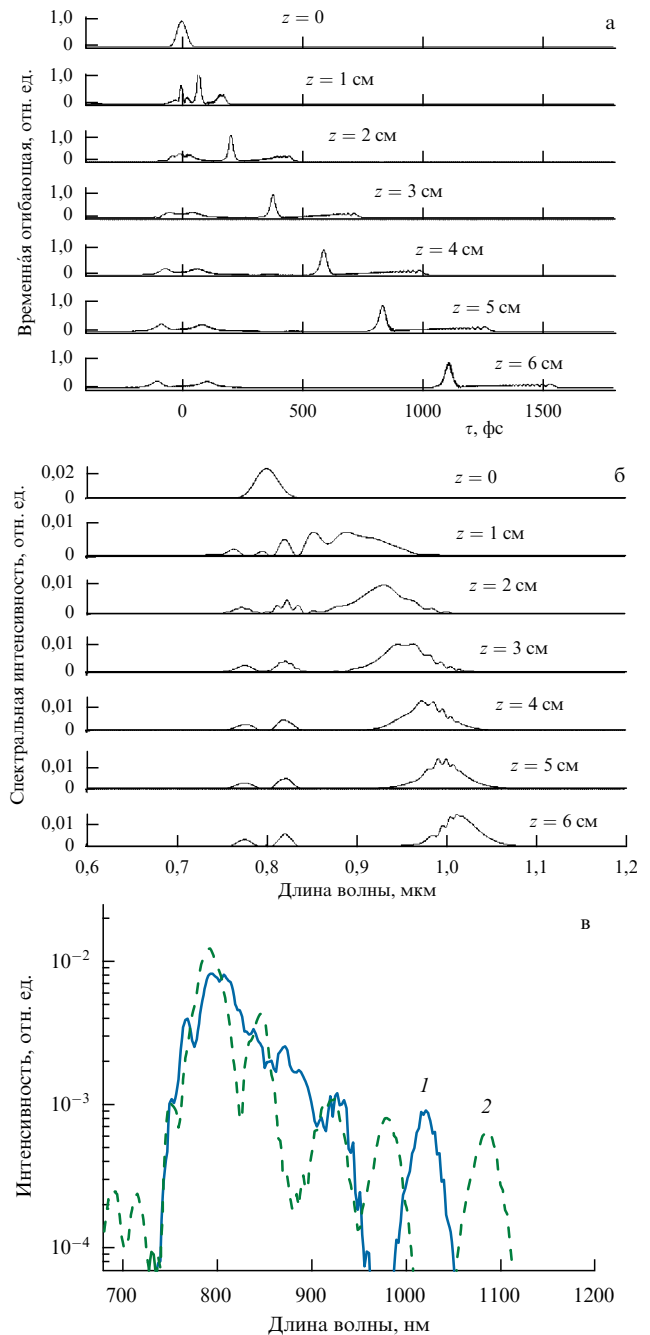 а
Временна́я огибающая, отн. ед.
1,0
0
z = 0
1,0
0
z = 1 см
1,0
0
z = 2 см
1,0
0
z = 3 см
1,0
0
z = 4 см
1,0
0
z = 5 см
1,0
0
z = 6 см
0 500 1000 1500
τ, фс
б
Спектральная интенсивность, отн. ед.
0,02
0
z = 0
0,01
0
z = 1 см
0,01
0
z = 2 см
0,01
0
z = 3 см
0,01
0
z = 4 см
0,01
0
z = 5 см
0,01
0
z = 6 см
0,6 0,7 0,8 0,9 1,0 1,1 1,2
Длина волны, мкм
в
Интенсивность, отн. ед.
10⁻²
10⁻³
10⁻⁴
1 2
700 800 900 1000 1100 1200
Длина волны, нм